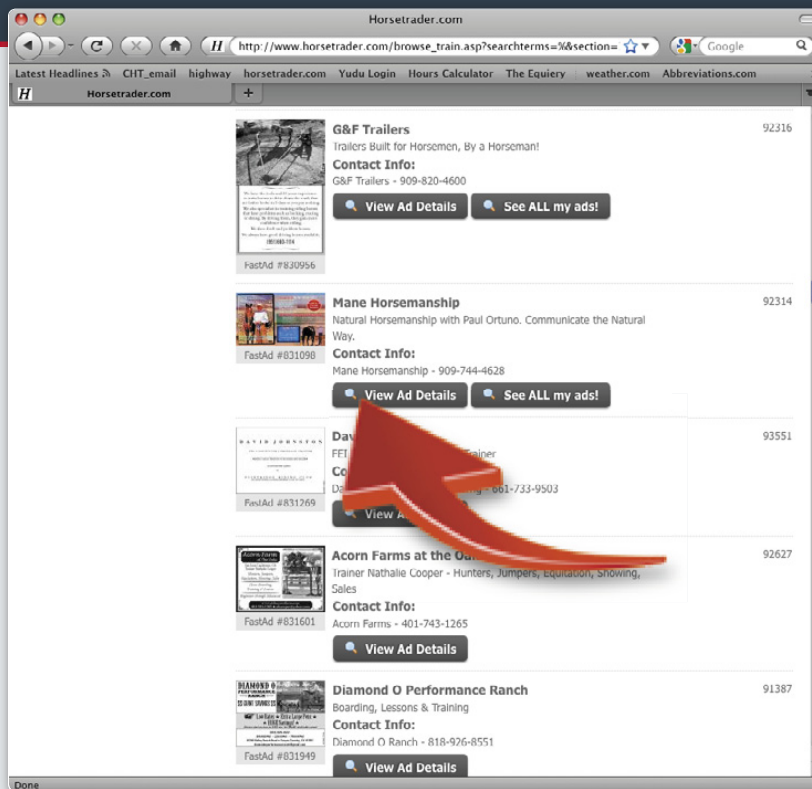 Horsetrader.com
H http://www.horsetrader.com/browse_train.asp?searchterms=%&section=
Google
Latest Headlines CHT_email highway horsetrader.com Yudu Login Hours Calculator The Equiery weather.com Abbreviations.com
H Horsetrader.com +
G&F Trailers 92316
Trailers Built for Horsemen, By a Horseman!
Contact Info:
G&F Trailers - 909-820-4600
View Ad Details See ALL my ads!
FastAd #830956
Mane Horsemanship 92314
Natural Horsemanship with Paul Ortuno. Communicate the Natural
Way.
FastAd #831098
Contact Info:
Mane Horsemanship - 909-744-4628
View Ad Details See ALL my ads!
DAVID JOHNSTON
93551
Trainer
661-733-9503
FastAd #831269
View
Acorn Farms at the 92627
Trainer Nathalie Cooper - Hunters, Jumpers, Equitation, Showing,
Sales
Contact Info:
FastAd #831601
Acorn Farms - 401-743-1265
View Ad Details
DIAMOND O
PERFORMANCE
RANCH
Diamond O Performance Ranch 91387
Boarding, Lessons & Training
Contact Info:
Diamond O Ranch - 818-926-8551
FastAd #831949
View Ad Details
Done